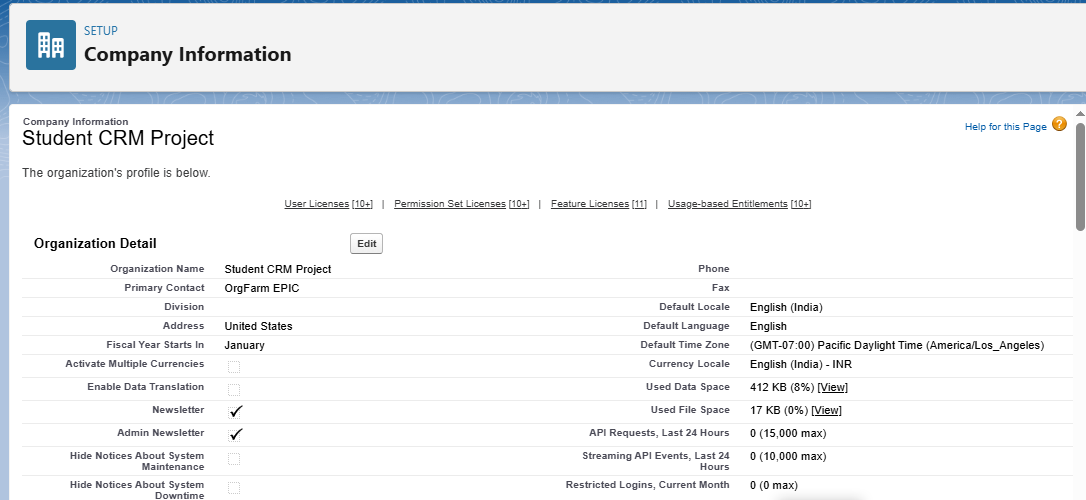 SETUP
Company Information
Company Information
Student CRM Project
Help for this Page ?
The organization's profile is below.
User Licenses [10+] | Permission Set Licenses [10+] | Feature Licenses [11] | Usage-based Entitlements [10+]
Organization Detail Edit
Organization Name Student CRM Project Phone
Primary Contact OrgFarm EPIC Fax
Division Default Locale English (India)
Address United States Default Language English
Fiscal Year Starts In January Default Time Zone (GMT-07:00) Pacific Daylight Time (America/Los_Angeles)
Activate Multiple Currencies Currency Locale English (India) - INR
Enable Data Translation Used Data Space 412 KB (8%) [View]
Newsletter Used File Space 17 KB (0%) [View]
Admin Newsletter API Requests, Last 24 Hours 0 (15,000 max)
Hide Notices About System Streaming API Events, Last 24 0 (10,000 max)
Maintenance Hours
Hide Notices About System Restricted Logins, Current Month 0 (0 max)
Downtime